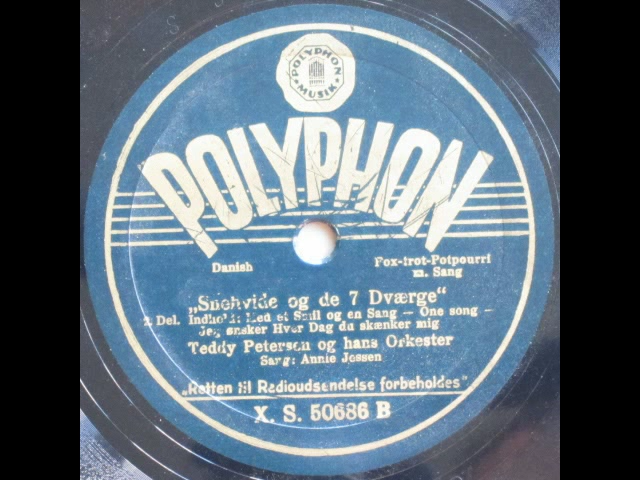 POLYPHON MUSIK
POLYPHON
Danish
Fox-trot-Potpourri
m. Sang
„Snehvide og de 7 Dværge“
2. Del. Indhold: Med et Smil og en Sang — One song —
Jeg ønsker Hver Dag du skænker mig
Teddy Petersen og hans Orkester
Sang: Annie Jessen
„Retten til Radioudsendelse forbeholdes“
X. S. 50686 B